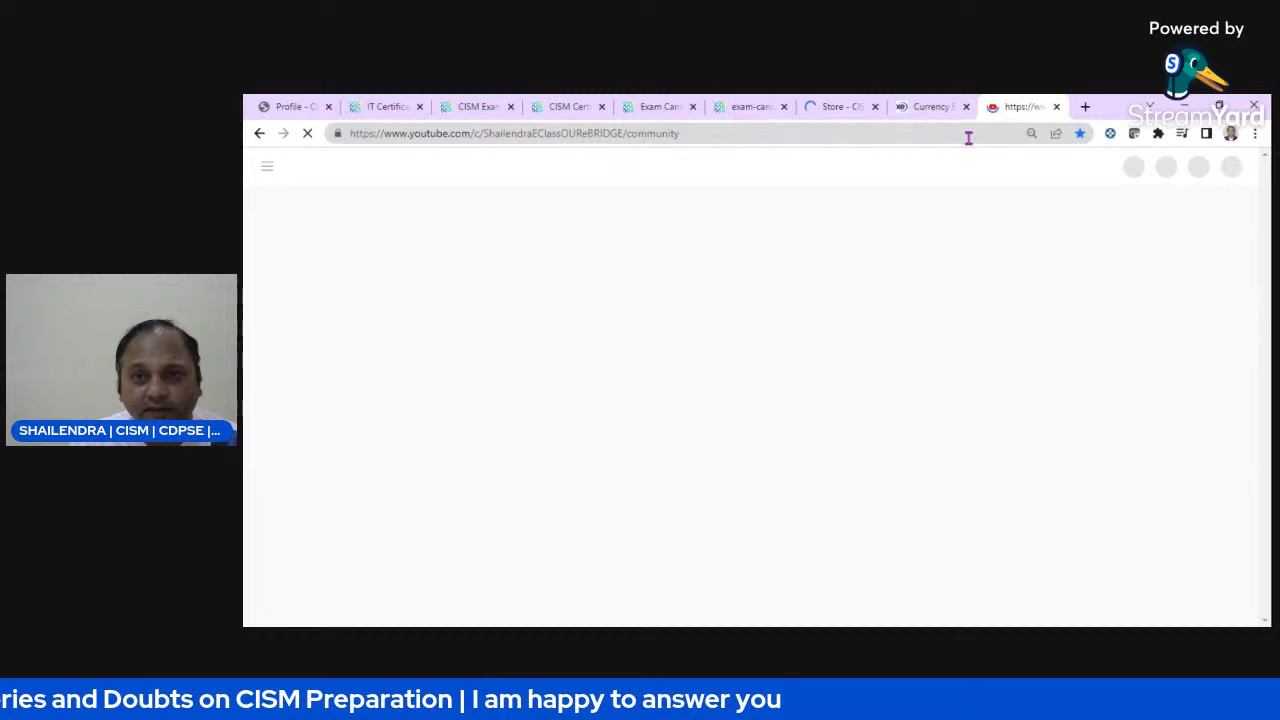 Powered by
StreamYard
Profile - C
IT Certifica
CISM Exam
CISM Cert
Exam Cand
exam-canc
Store - CIS
Currency E
https://ww
https://www.youtube.com/c/ShailendraEClassOUReBRIDGE/community
SHAILENDRA | CISM | CDPSE |...
ries and Doubts on CISM Preparation | I am happy to answer you